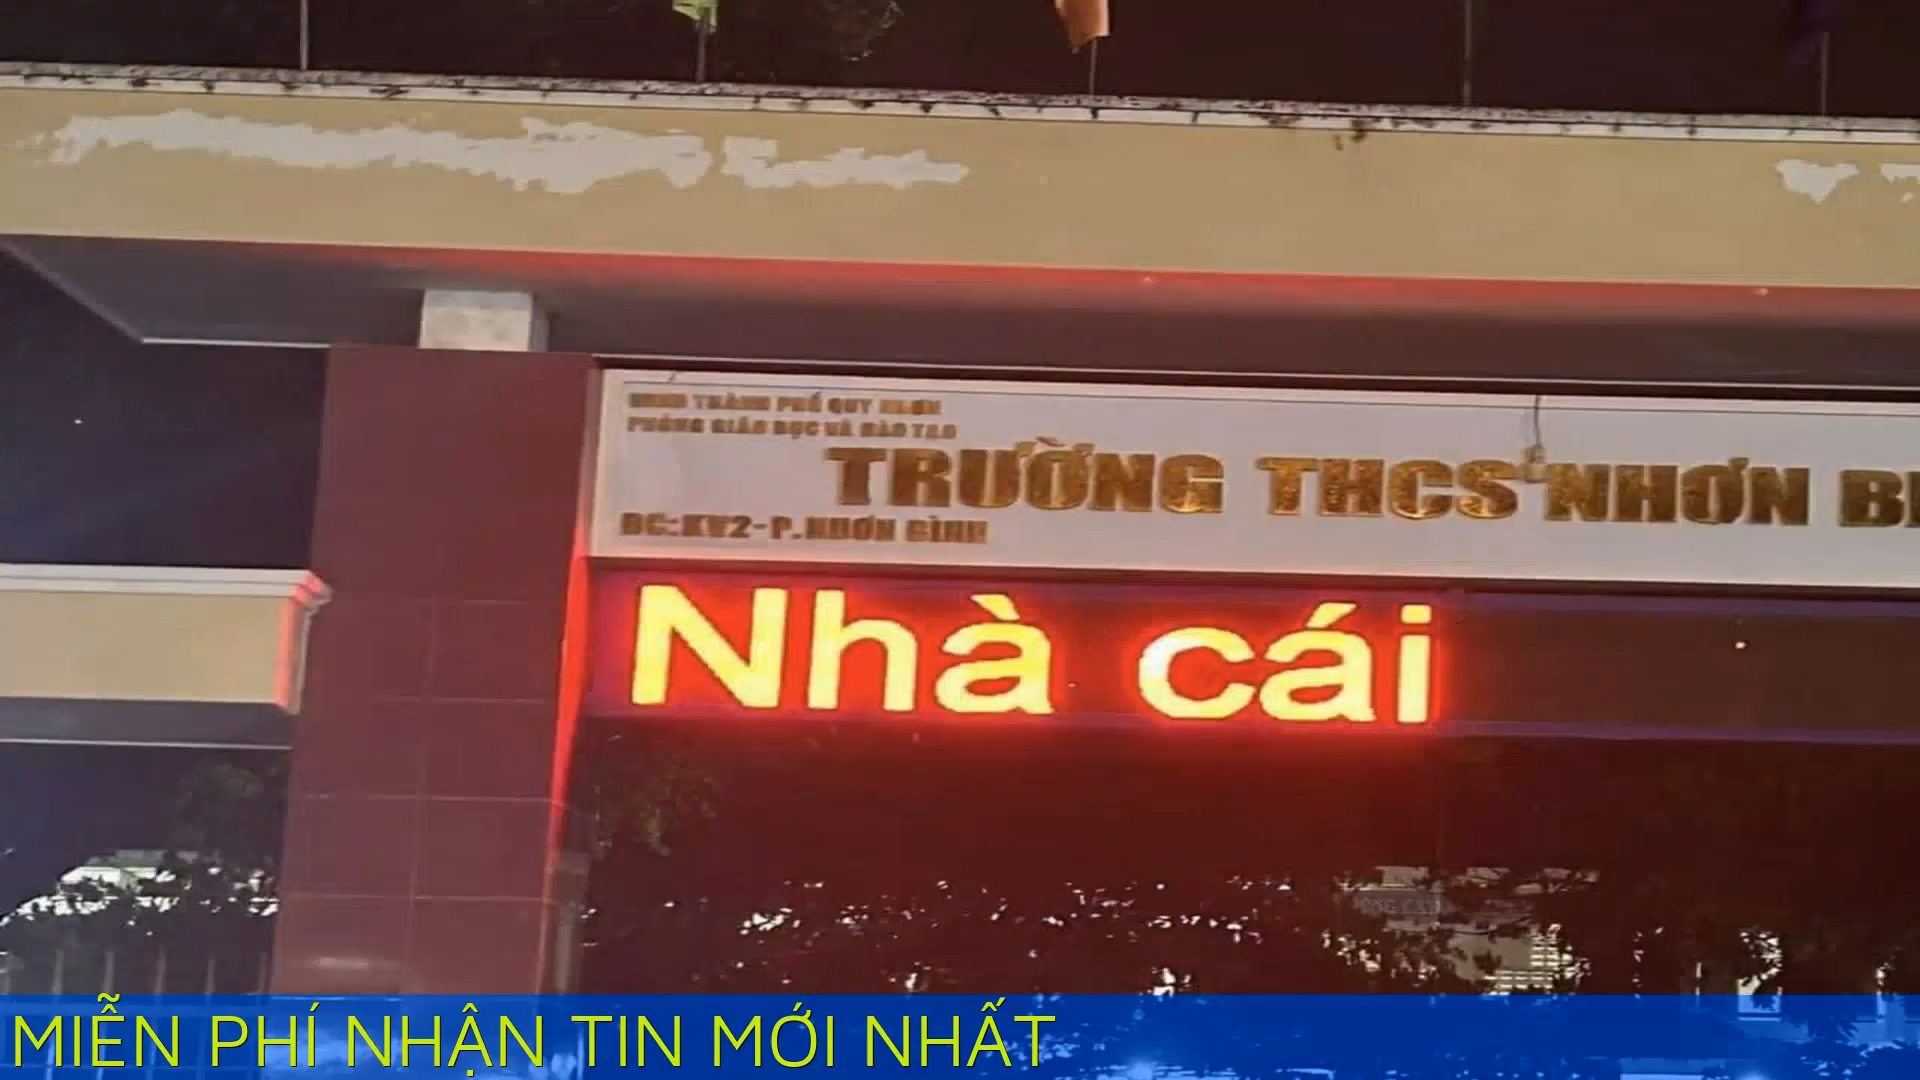 UBND THÀNH PHỐ QUY NHƠN
PHÒNG GIÁO DỤC VÀ ĐÀO TẠO
TRƯỜNG THCS NHƠN BÌ
ĐC:KV2-P.NHƠN BÌNH
Nhà cái
MIỄN PHÍ NHẬN TIN MỚI NHẤT